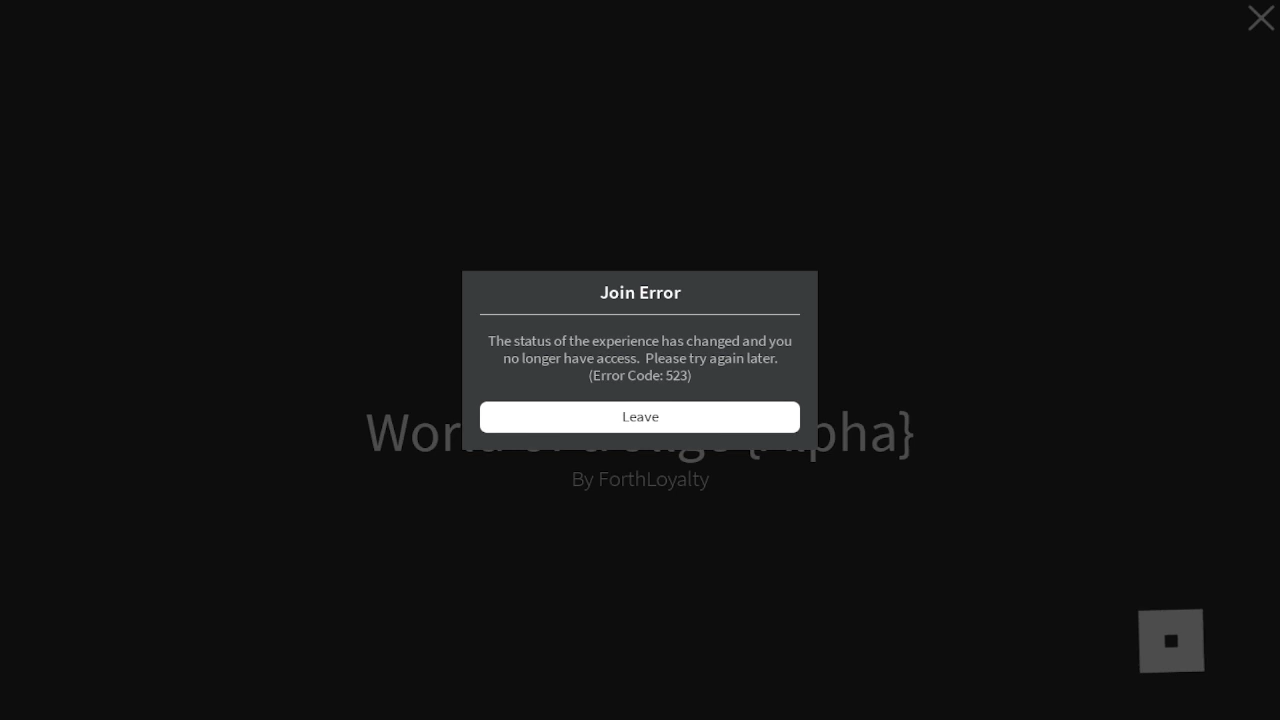 Join Error
The status of the experience has changed and you
no longer have access. Please try again later.
(Error Code: 523)
Leave
By ForthLoyalty